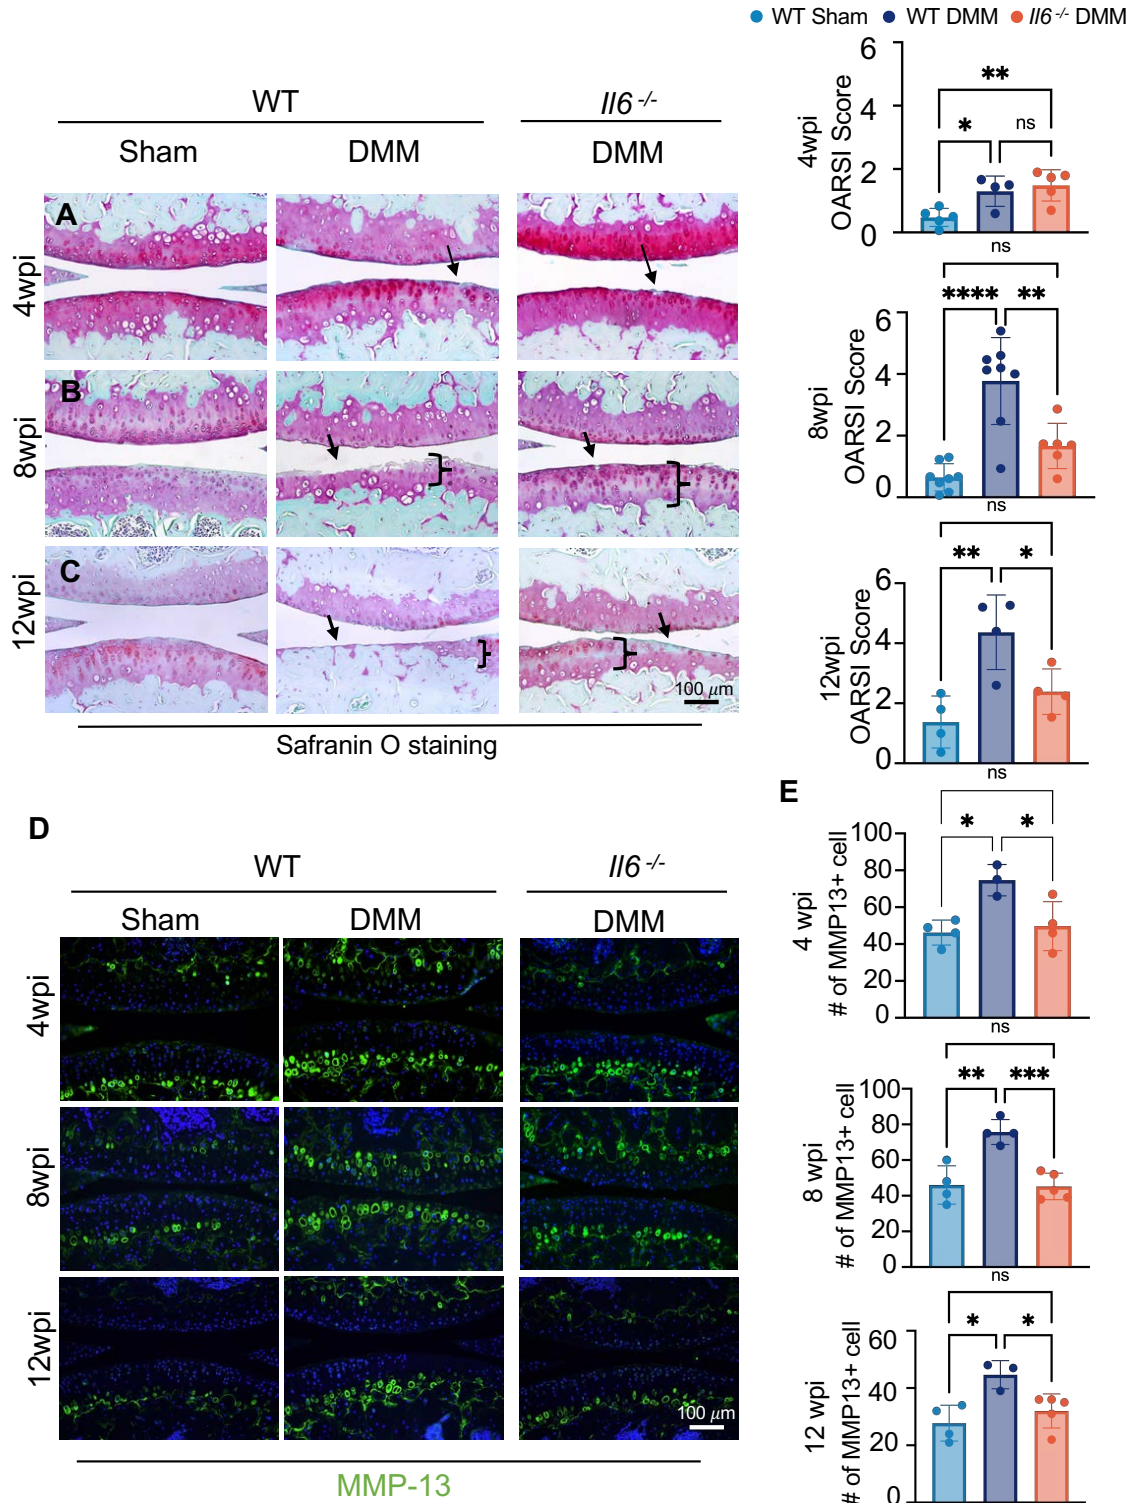 WT Sham WT DMM Il6-/- DMM
WT Il6-/-
Sham DMM DMM
A
4wpi
B
8wpi
C
12wpi
100 μm
Safranin O staining
4wpi
OARSI Score
6
4
2
0
** 
* ns
ns
8wpi
OARSI Score
6
4
2
0
**** **
ns
12wpi
OARSI Score
6
4
2
0
** *
ns
D
WT Il6-/-
Sham DMM DMM
4wpi
8wpi
12wpi
100 μm
MMP-13
E
4 wpi
# of MMP13+ cell
100
80
60
40
20
0
* *
ns
8 wpi
# of MMP13+ cell
100
80
60
40
20
0
** ***
ns
12 wpi
# of MMP13+ cell
60
40
20
0
* *